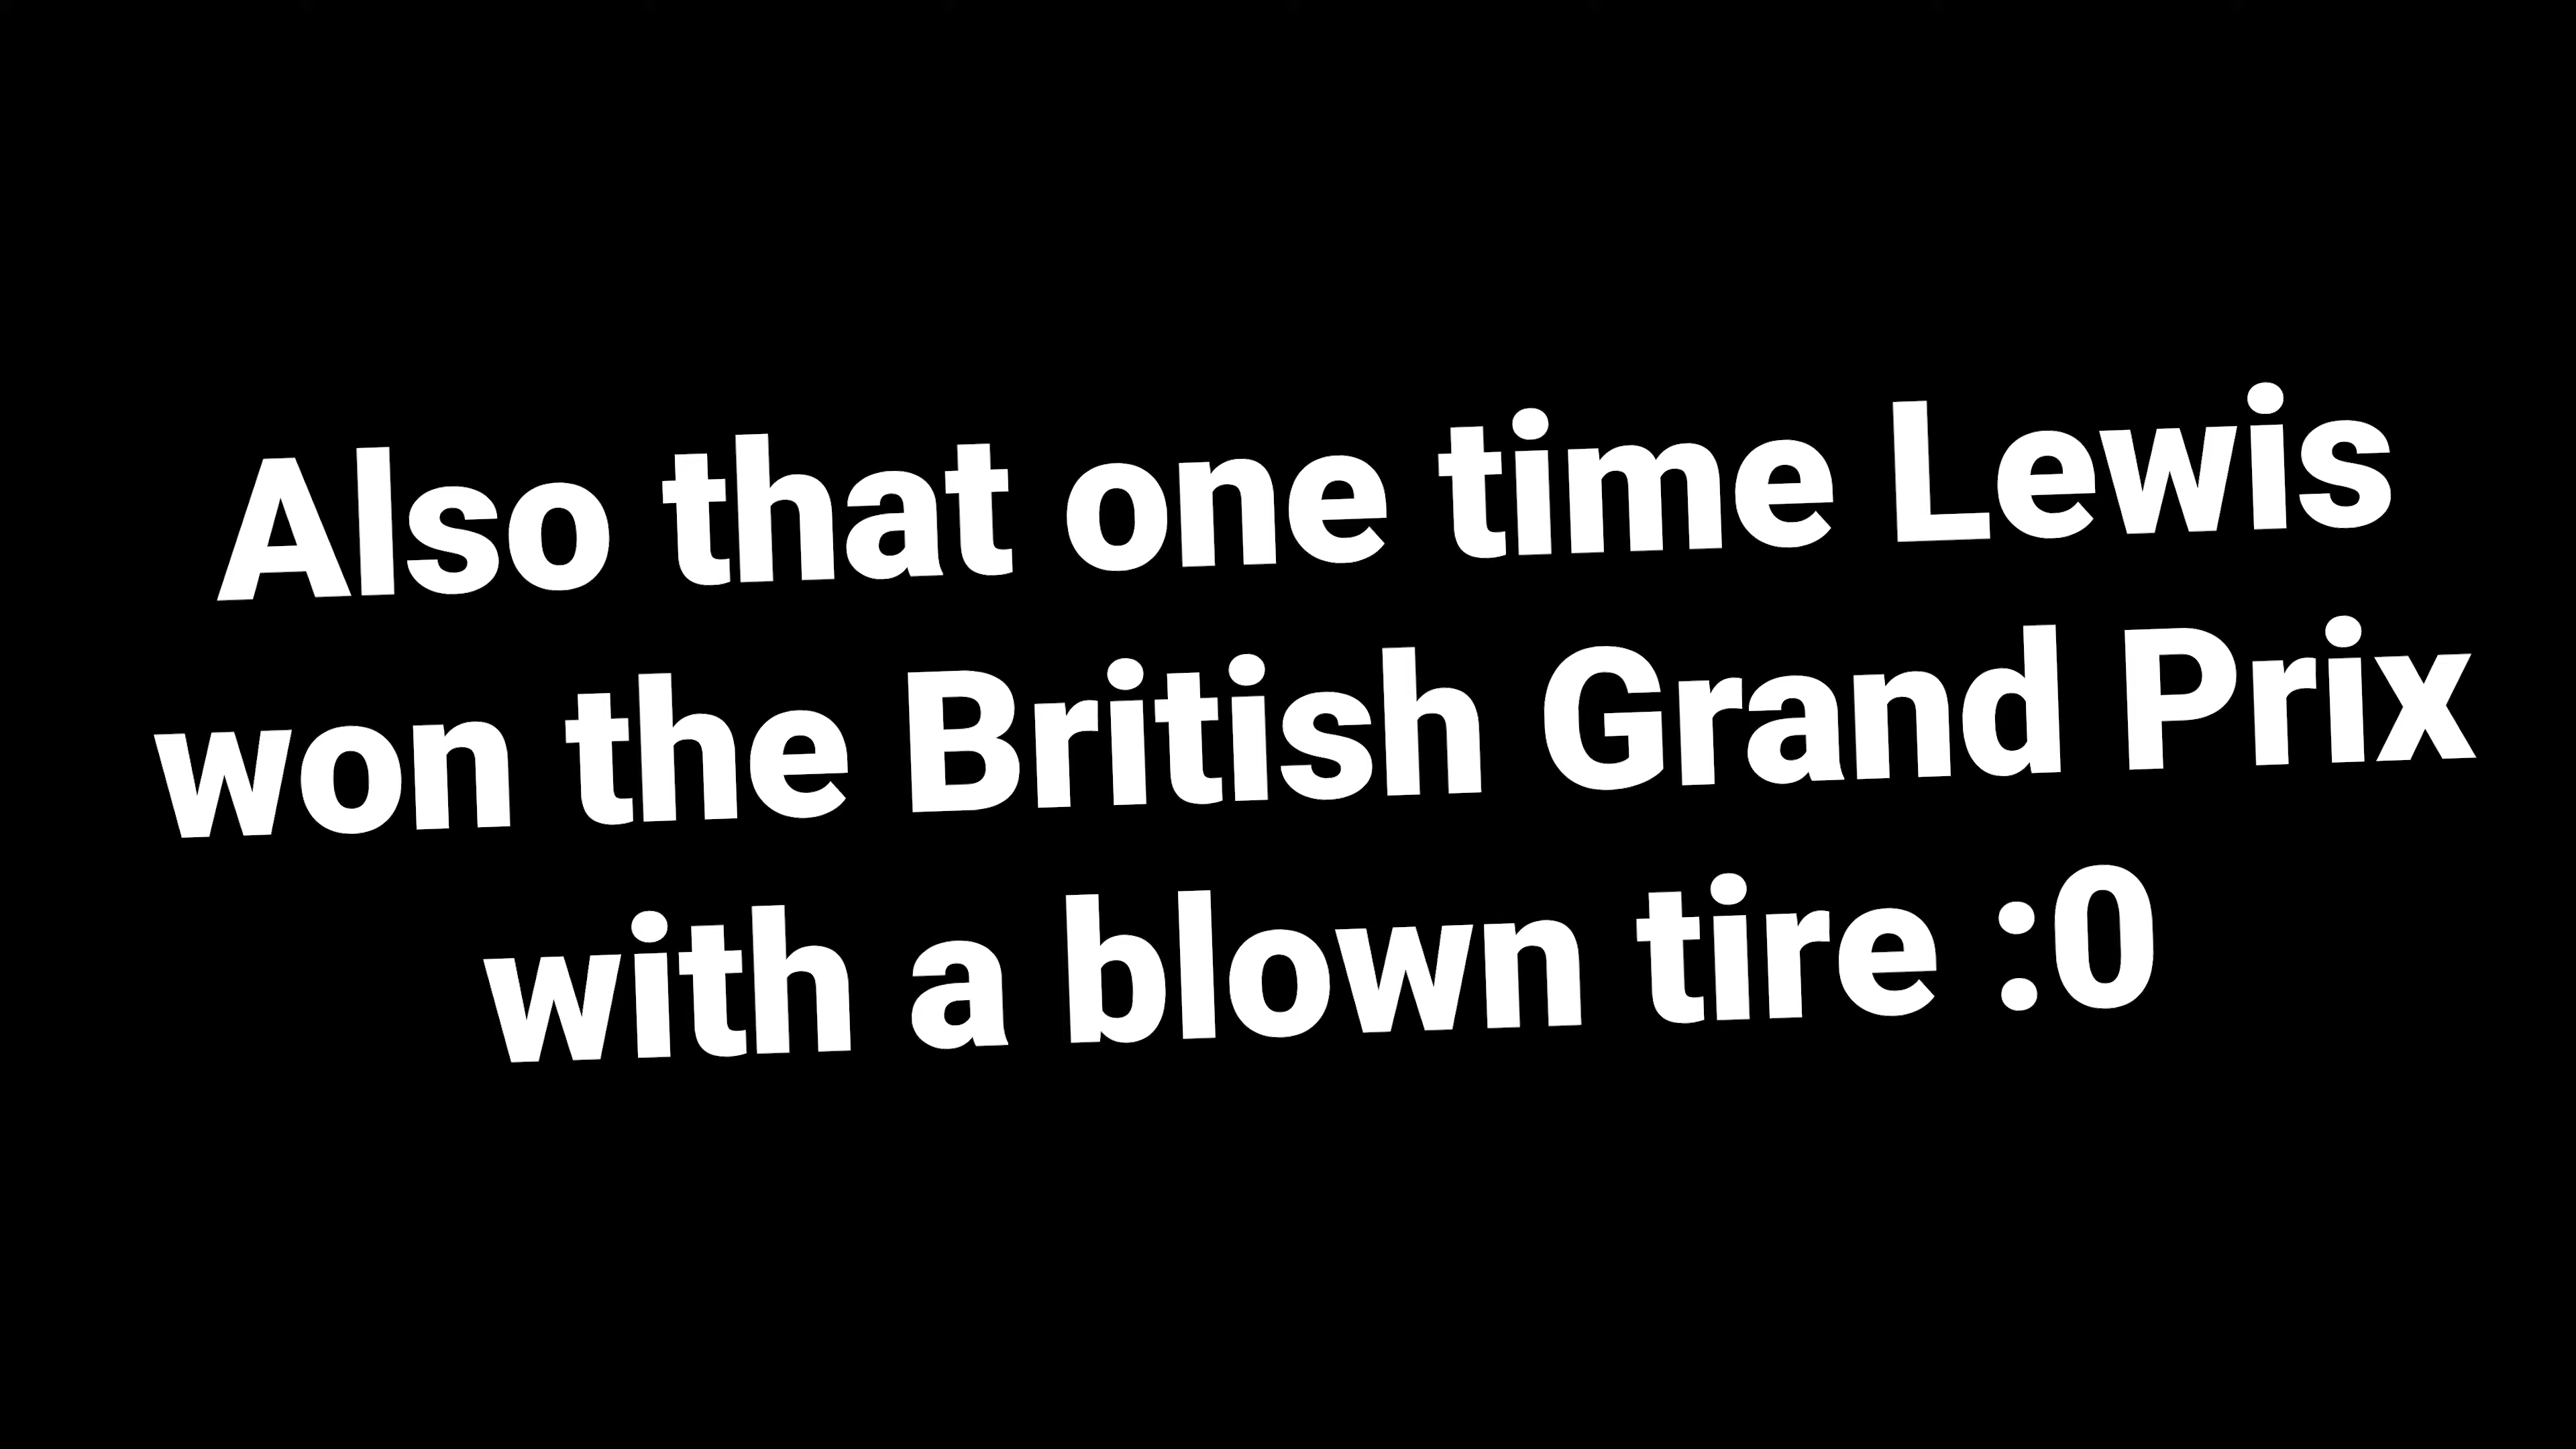 Also that one time Lewis
won the British Grand Prix
with a blown tire :0